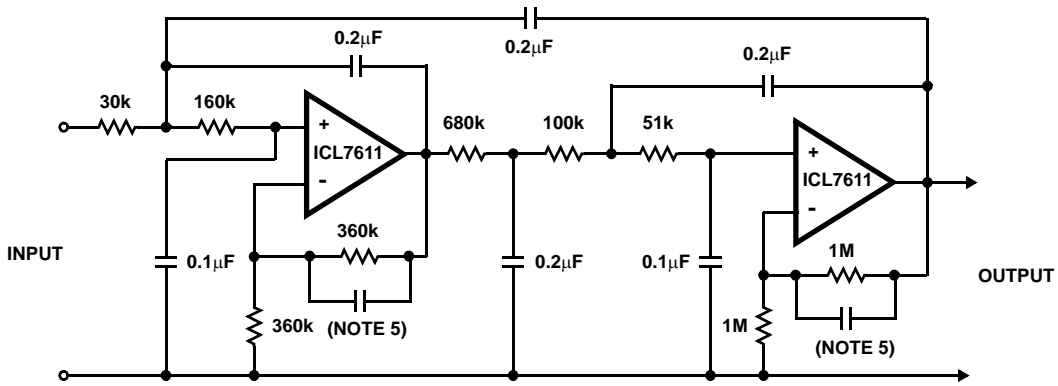 0.2μF
0.2μF
0.2μF
30k
160k
+
ICL7611
-
680k
100k
51k
+
ICL7611
-
INPUT
0.1μF
360k
360k
(NOTE 5)
0.2μF
0.1μF
1M
1M
(NOTE 5)
OUTPUT